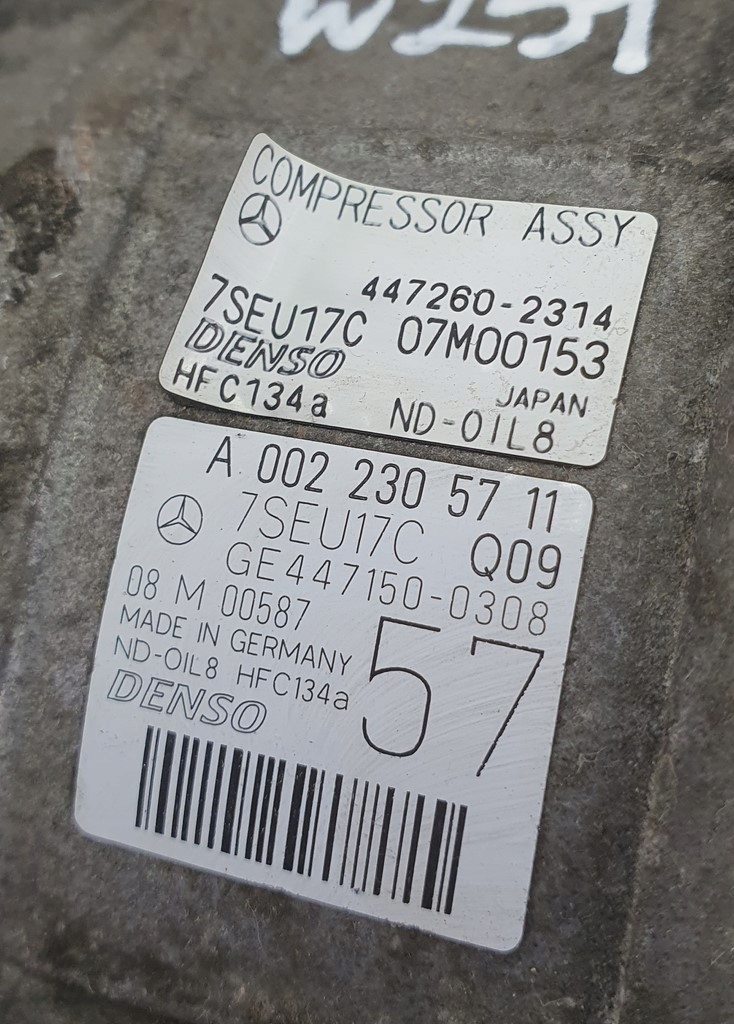 W251
COMPRESSOR ASSY
447260-2314
7SEU17C 07M00153
DENSO JAPAN
HFC134a ND-OIL8
A 002 230 57 11
7SEU17C Q09
GE447150-0308
08 M 00587 57
MADE IN GERMANY
ND-OIL8 HFC134a
DENSO